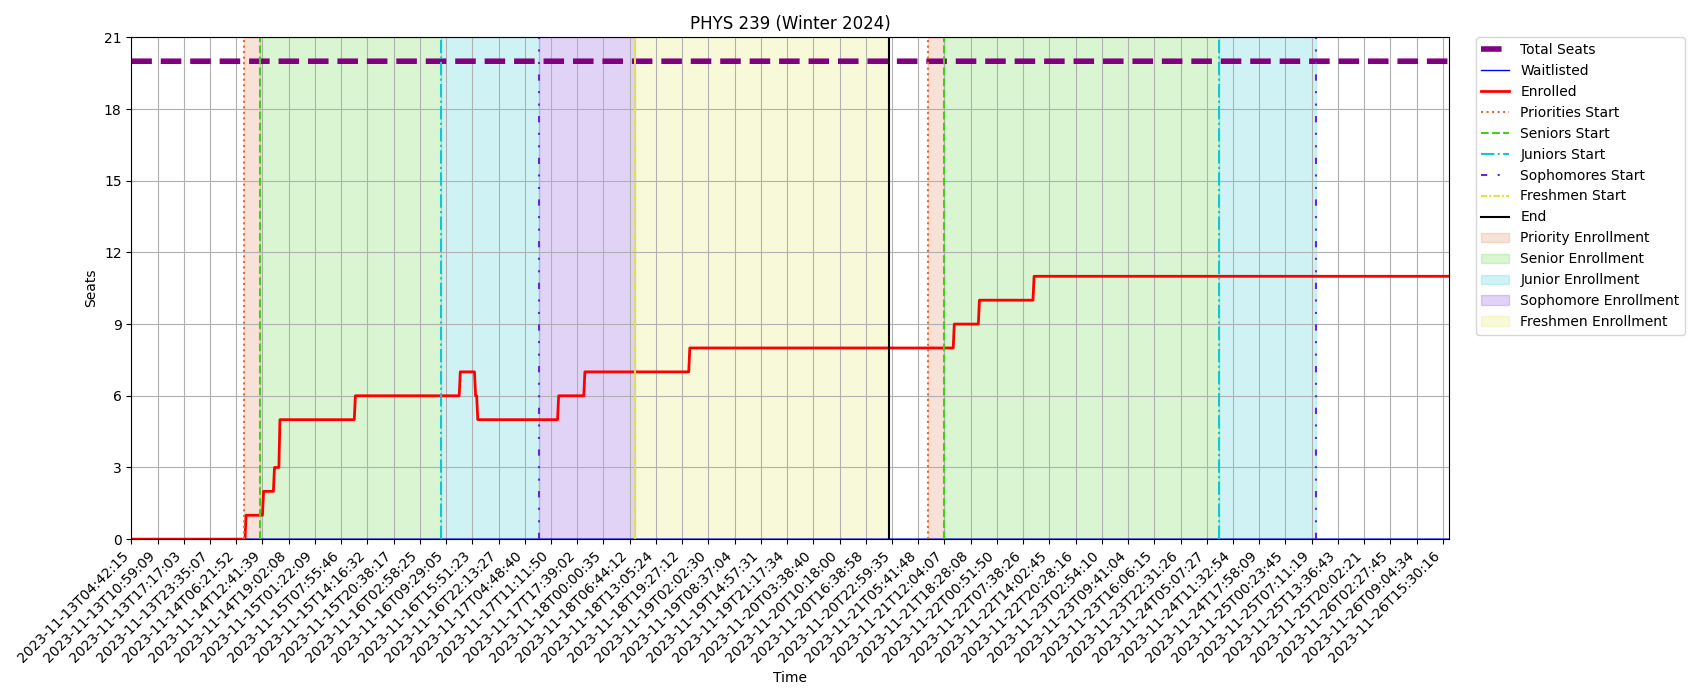 PHYS 239 (Winter 2024)
21
18
15
12
9
6
3
0
Seats
2023-11-13T04:42:15
2023-11-13T10:59:09
2023-11-13T17:17:03
2023-11-13T23:35:07
2023-11-14T06:21:52
2023-11-14T12:41:39
2023-11-14T19:02:08
2023-11-15T01:22:09
2023-11-15T07:55:46
2023-11-15T14:16:32
2023-11-15T20:38:17
2023-11-16T02:58:25
2023-11-16T09:29:05
2023-11-16T15:51:23
2023-11-16T22:13:27
2023-11-17T04:48:40
2023-11-17T11:11:50
2023-11-17T17:39:02
2023-11-18T00:00:35
2023-11-18T06:44:12
2023-11-18T13:05:24
2023-11-18T19:27:12
2023-11-19T02:02:30
2023-11-19T08:37:04
2023-11-19T14:57:31
2023-11-19T21:17:34
2023-11-20T03:38:40
2023-11-20T10:18:00
2023-11-20T16:38:58
2023-11-20T22:59:35
2023-11-21T05:41:48
2023-11-21T12:04:07
2023-11-21T18:28:08
2023-11-22T00:51:50
2023-11-22T07:38:26
2023-11-22T14:02:45
2023-11-22T20:28:16
2023-11-23T02:54:10
2023-11-23T09:41:04
2023-11-23T16:06:15
2023-11-23T22:31:26
2023-11-24T05:07:27
2023-11-24T11:32:54
2023-11-24T17:58:09
2023-11-25T00:23:45
2023-11-25T07:11:19
2023-11-25T13:36:43
2023-11-25T20:02:21
2023-11-26T02:27:45
2023-11-26T09:04:34
2023-11-26T15:30:16
Time
Total Seats
Waitlisted
Enrolled
Priorities Start
Seniors Start
Juniors Start
Sophomores Start
Freshmen Start
End
Priority Enrollment
Senior Enrollment
Junior Enrollment
Sophomore Enrollment
Freshmen Enrollment